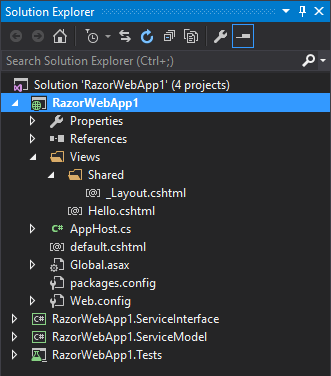 Solution Explorer
Search Solution Explorer (Ctrl+;)
Solution 'RazorWebApp1' (4 projects)
RazorWebApp1
Properties
References
Views
Shared
_Layout.cshtml
Hello.cshtml
C# AppHost.cs
default.cshtml
Global.asax
packages.config
Web.config
C# RazorWebApp1.ServiceInterface
C# RazorWebApp1.ServiceModel
RazorWebApp1.Tests